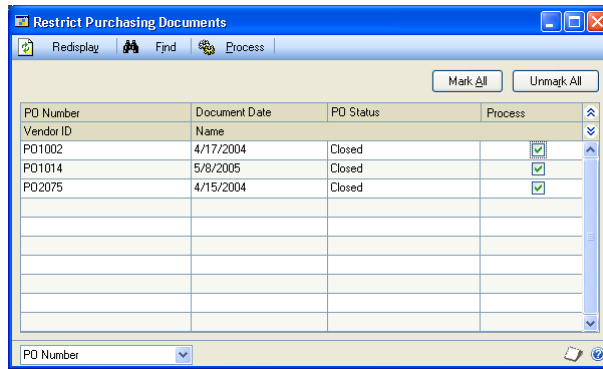 Restrict Purchasing Documents
Redisplay Find Process
Mark All Unmark All
PO Number Document Date PO Status Process
Vendor ID Name
PO1002 4/17/2004 Closed
PO1014 5/8/2005 Closed
PO2075 4/15/2004 Closed
PO Number